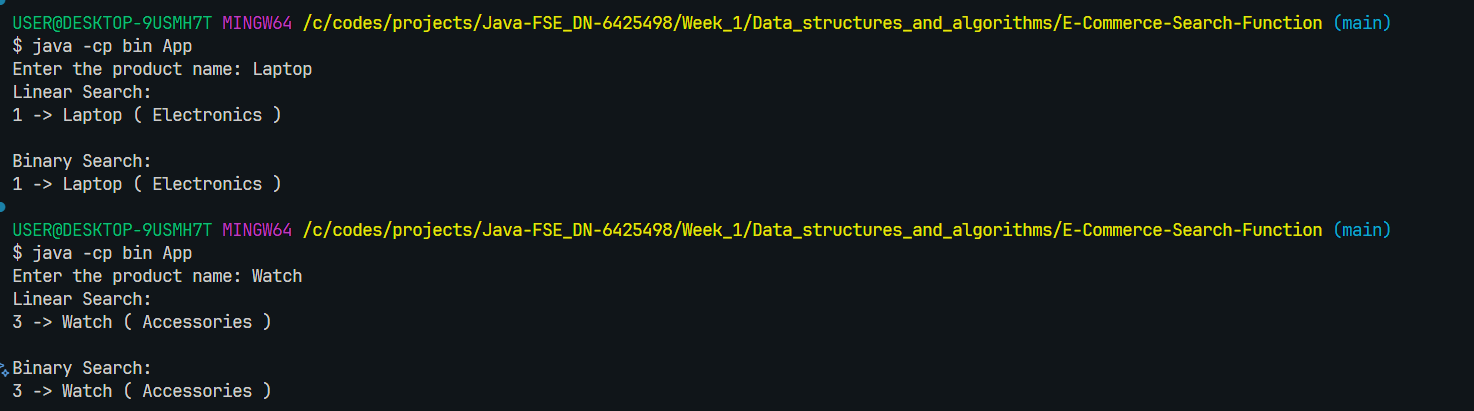 USER@DESKTOP-9USMH7T MINGW64 /c/codes/projects/Java-FSE_DN-6425498/Week_1/Data_structures_and_algorithms/E-Commerce-Search-Function (main)
$ java -cp bin App
Enter the product name: Laptop
Linear Search:
1 -> Laptop ( Electronics )
Binary Search:
1 -> Laptop ( Electronics )
USER@DESKTOP-9USMH7T MINGW64 /c/codes/projects/Java-FSE_DN-6425498/Week_1/Data_structures_and_algorithms/E-Commerce-Search-Function (main)
$ java -cp bin App
Enter the product name: Watch
Linear Search:
3 -> Watch ( Accessories )
Binary Search:
3 -> Watch ( Accessories )